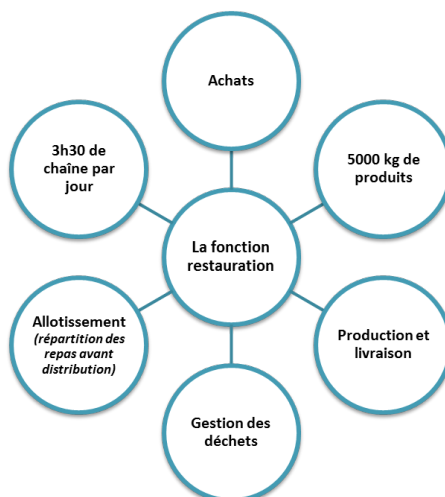 Achats
3h30 de
chaîne par
jour
5000 kg de
produits
La fonction
restauration
Allotissement
(répartition des
repas avant
distribution)
Production et
livraison
Gestion des
déchets